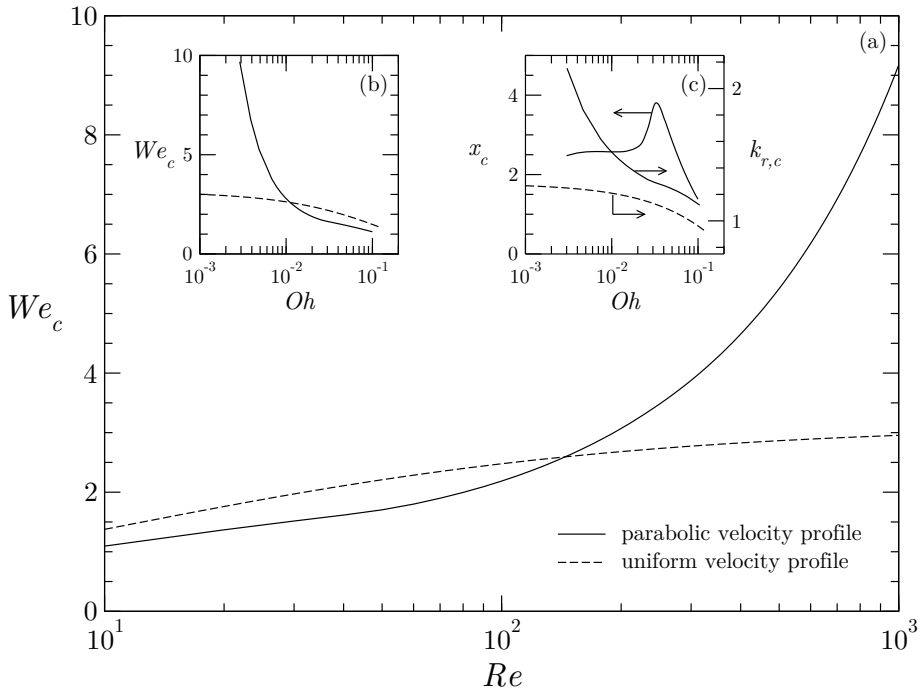 10
(a)
8
6
We_c
4
2
0
10^1
10^2
10^3
Re
parabolic velocity profile
uniform velocity profile
10
(b)
We_c
5
0
10^-3
10^-2
10^-1
Oh
(c)
4
3
x_c
2
1
0
2
k_r,c
1
10^-3
10^-2
10^-1
Oh